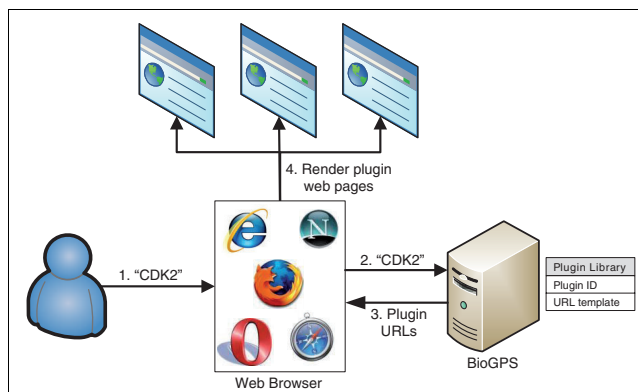 4. Render plugin
web pages
N
1. “CDK2”
2. “CDK2”
3. Plugin
URLs
Plugin Library
Plugin ID
URL template
BioGPS
Web Browser